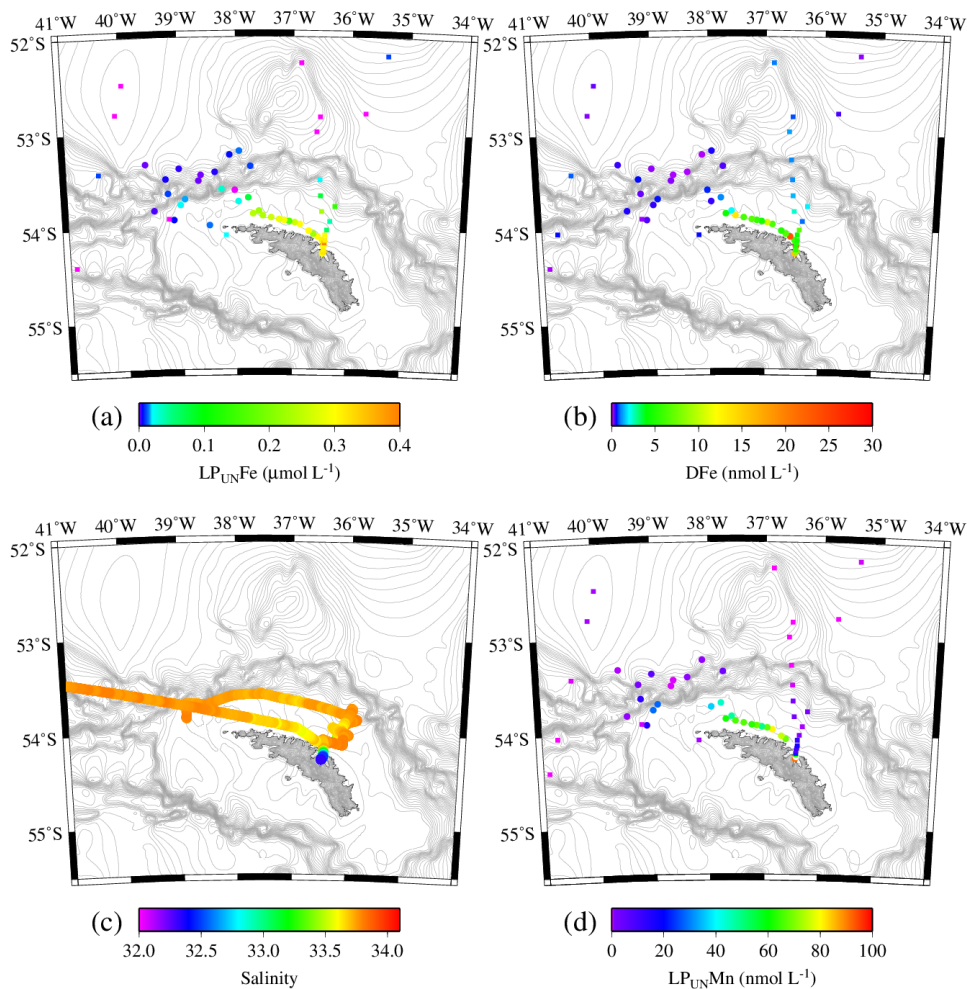 41°W 40°W 39°W 38°W 37°W 36°W 35°W 34°W
52°S
53°S
54°S
55°S
(a)
0.0 0.1 0.2 0.3 0.4
LP_UN Fe (µmol L⁻¹)
41°W 40°W 39°W 38°W 37°W 36°W 35°W 34°W
52°S
53°S
54°S
55°S
(b)
0 5 10 15 20 25 30
DFe (nmol L⁻¹)
41°W 40°W 39°W 38°W 37°W 36°W 35°W 34°W
52°S
53°S
54°S
55°S
(c)
32.0 32.5 33.0 33.5 34.0
Salinity
41°W 40°W 39°W 38°W 37°W 36°W 35°W 34°W
52°S
53°S
54°S
55°S
(d)
0 20 40 60 80 100
LP_UN Mn (nmol L⁻¹)